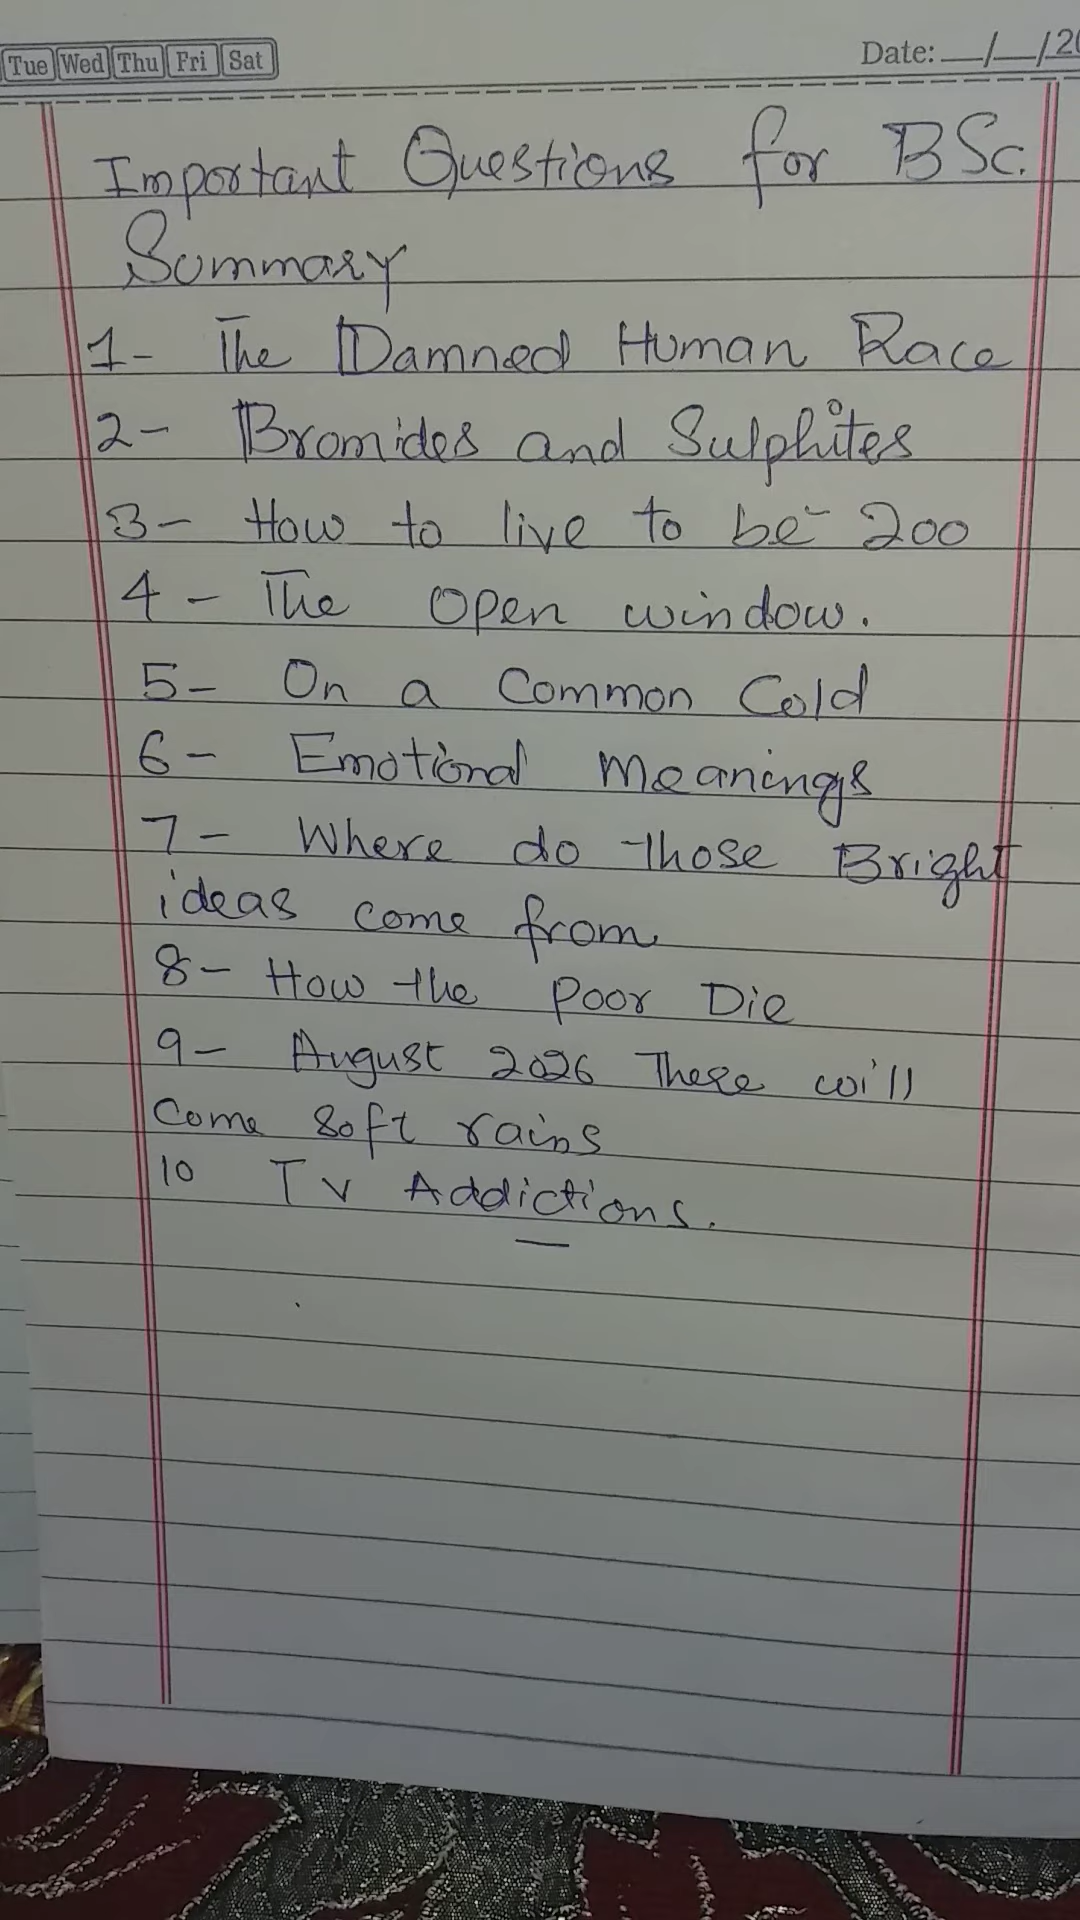 Tue Wed Thu Fri Sat Date: __/__/20
Important Questions for BSc.
Summary
1- The Damned Human Race
2- Bromides and Sulphites
3- How to live to be 200
4- The Open window.
5- On a Common Cold
6- Emotional Meanings
7- Where do those Bright
ideas come from
8- How the Poor Die
9- August 2026 There will
Come soft rains
10 Tv Addictions.